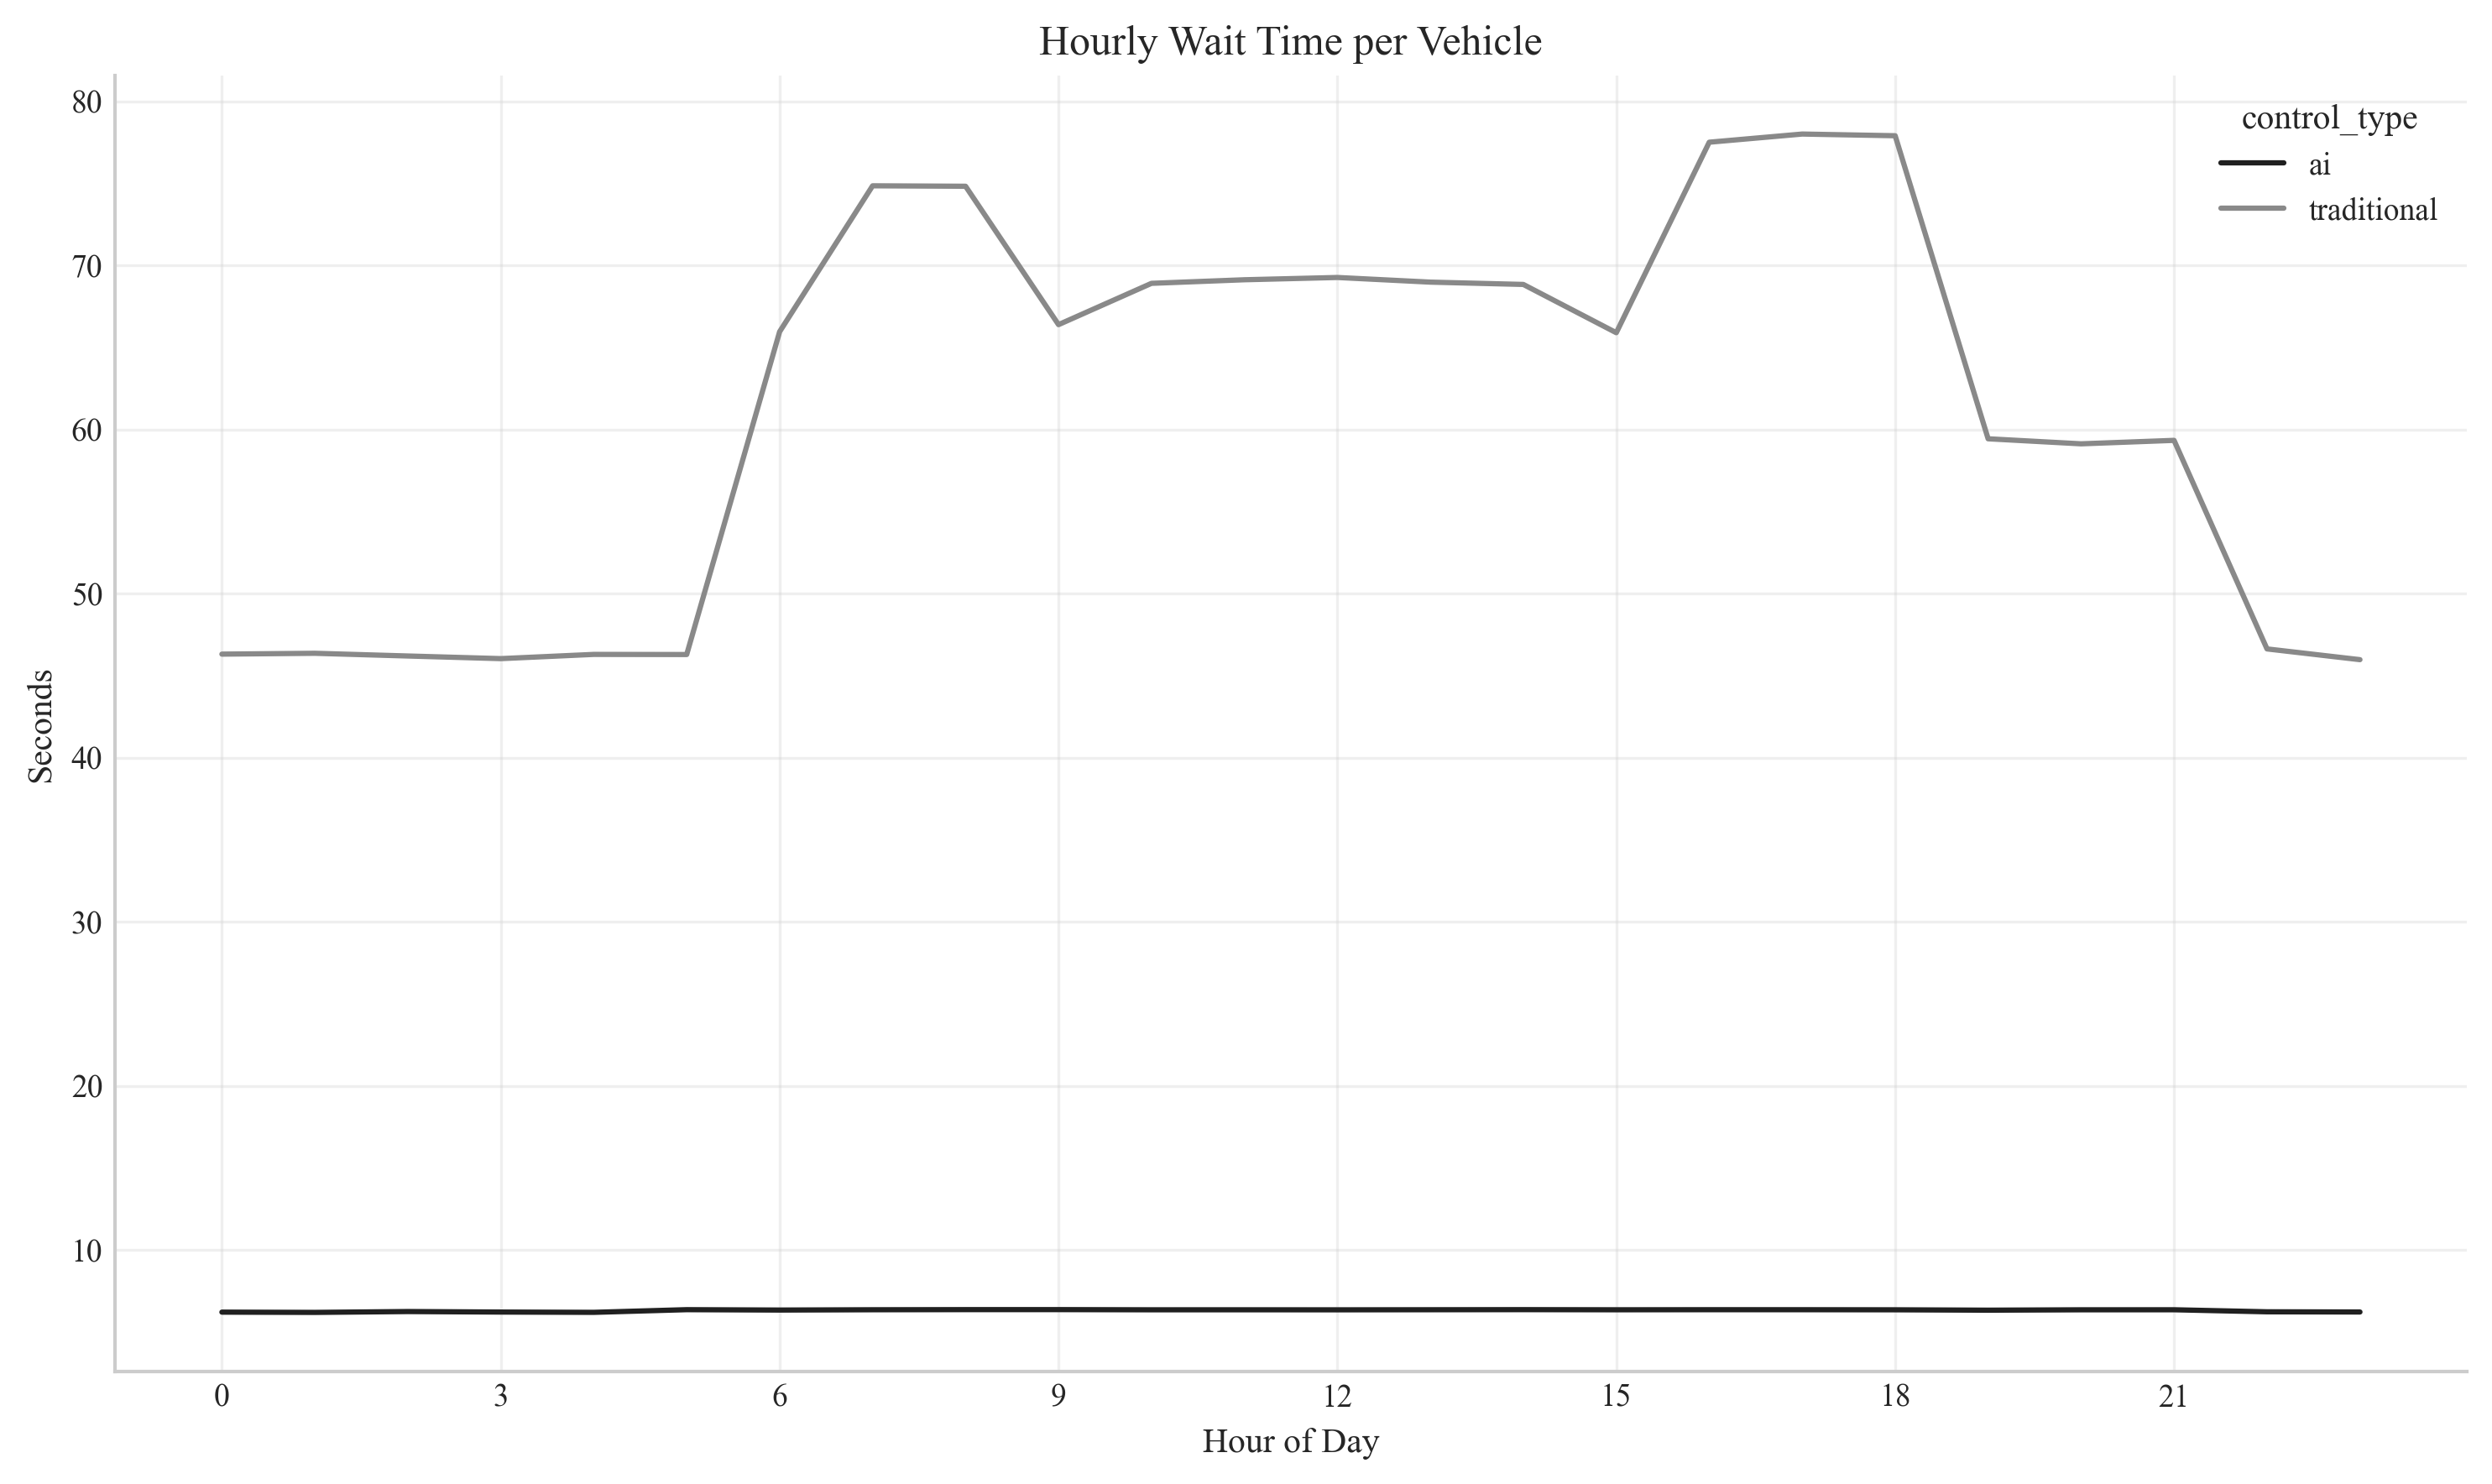 Hourly Wait Time per Vehicle
control_type
ai
traditional
80
70
60
50
40
30
20
10
Seconds
0 3 6 9 12 15 18 21
Hour of Day